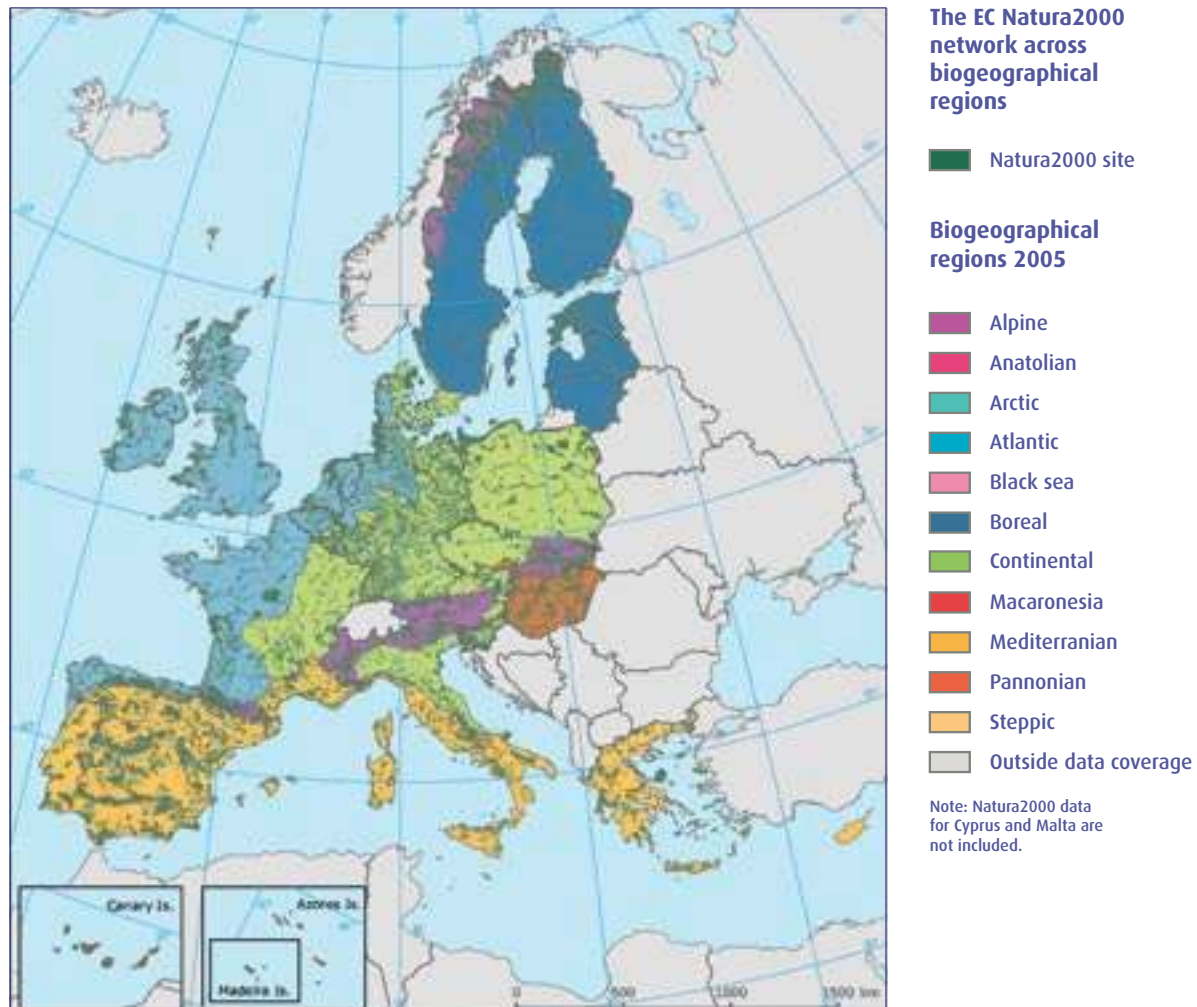 The EC Natura2000
network across
biogeographical
regions
Natura2000 site
Biogeographical
regions 2005
Alpine
Anatolian
Arctic
Atlantic
Black sea
Boreal
Continental
Macaronesia
Mediterranian
Pannonian
Steppic
Outside data coverage
Note: Natura2000 data
for Cyprus and Malta are
not included.
Canary Is.
Azores Is.
Madeira Is.
0 500 1000 1500 km